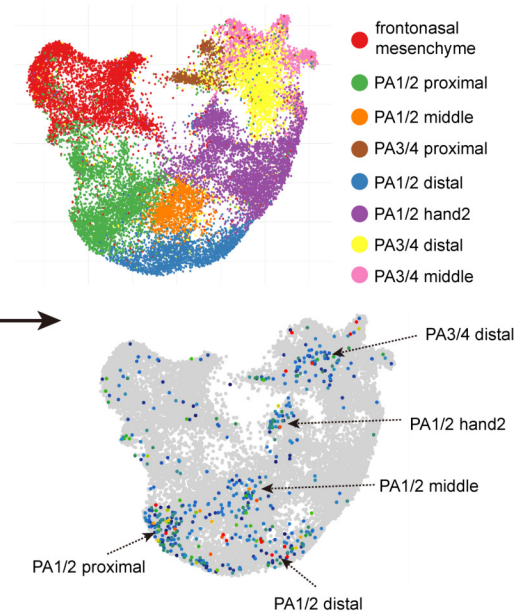 frontonasal
mesenchyme
PA1/2 proximal
PA1/2 middle
PA3/4 proximal
PA1/2 distal
PA1/2 hand2
PA3/4 distal
PA3/4 middle
PA3/4 distal
PA1/2 hand2
PA1/2 middle
PA1/2 proximal
PA1/2 distal